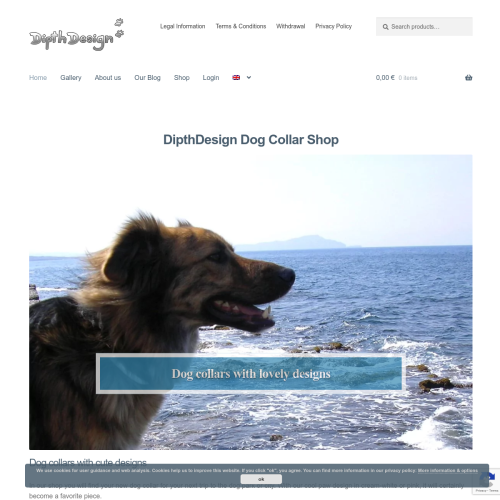 Legal Information Terms & Conditions Withdrawal Privacy Policy
Search products…
DipthDesign
Home Gallery About us Our Blog Shop Login
0,00 € 0 items
DipthDesign Dog Collar Shop
Dog collars with lovely designs
Dog collars with cute designs
We use cookies for user guidance and web analysis. Cookies help us to improve this website. If you click "ok", you agree. You can find more information in our privacy policy: More information & options
ok
become a favorite piece.
Privacy - Terms